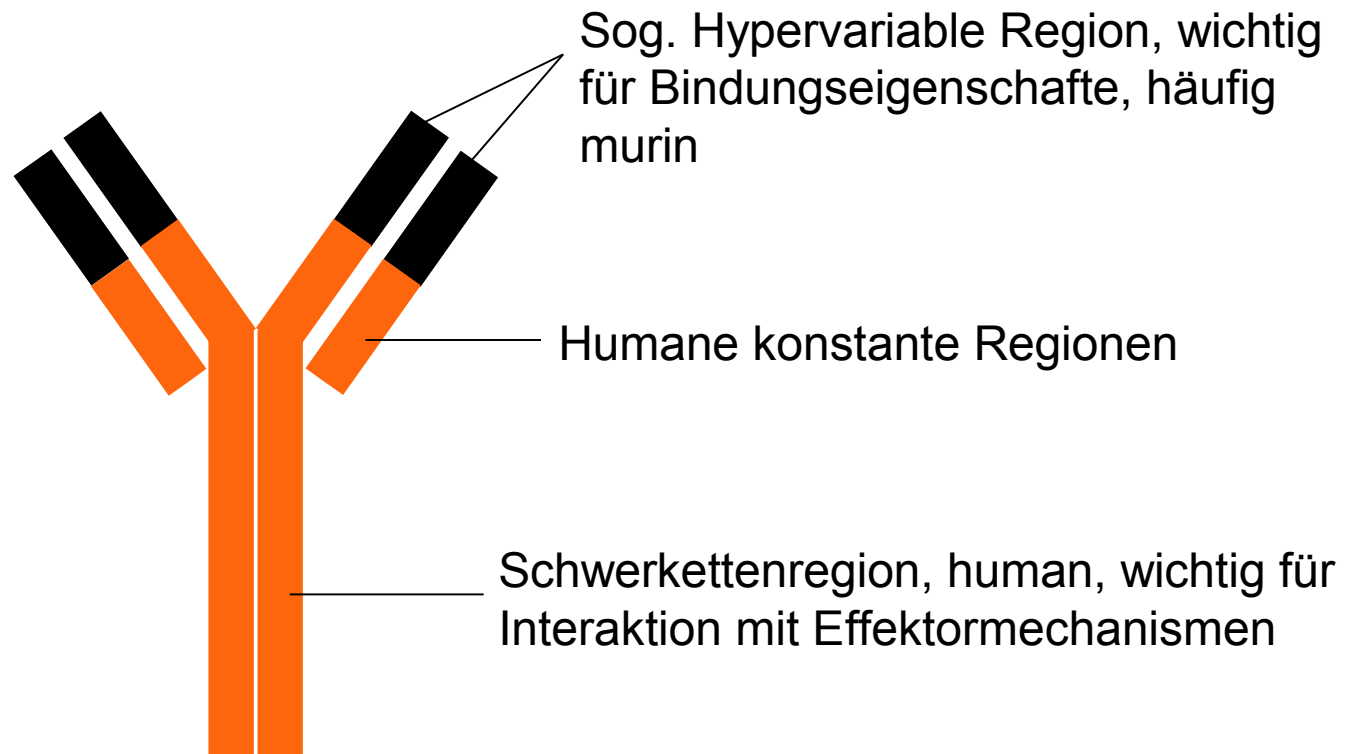 Sog. Hypervariable Region, wichtig
für Bindungseigenschafte, häufig
murin
Humane konstante Regionen
Schwerkettenregion, human, wichtig für
Interaktion mit Effektormechanismen